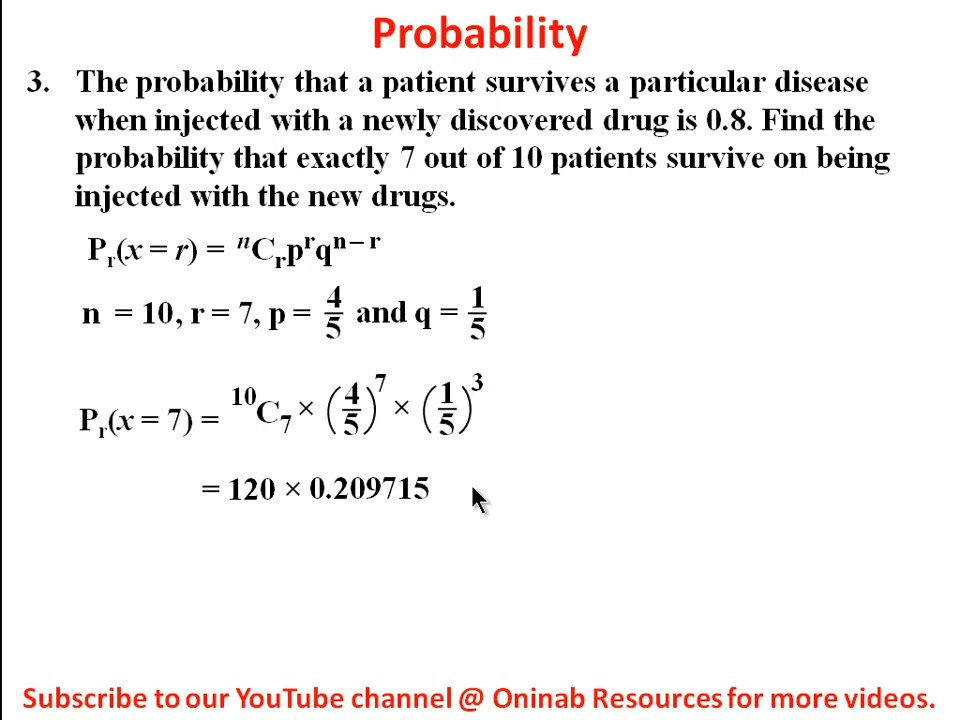 Probability
3. The probability that a patient survives a particular disease
when injected with a newly discovered drug is 0.8. Find the
probability that exactly 7 out of 10 patients survive on being
injected with the new drugs.
Pᵣ(x = r) = ⁿCᵣpʳqⁿ⁻ʳ
n = 10, r = 7, p = 4/5 and q = 1/5
Pᵣ(x = 7) = ¹⁰C₇ × (4/5)⁷ × (1/5)³
= 120 × 0.209715
Subscribe to our YouTube channel @ Oninab Resources for more videos.